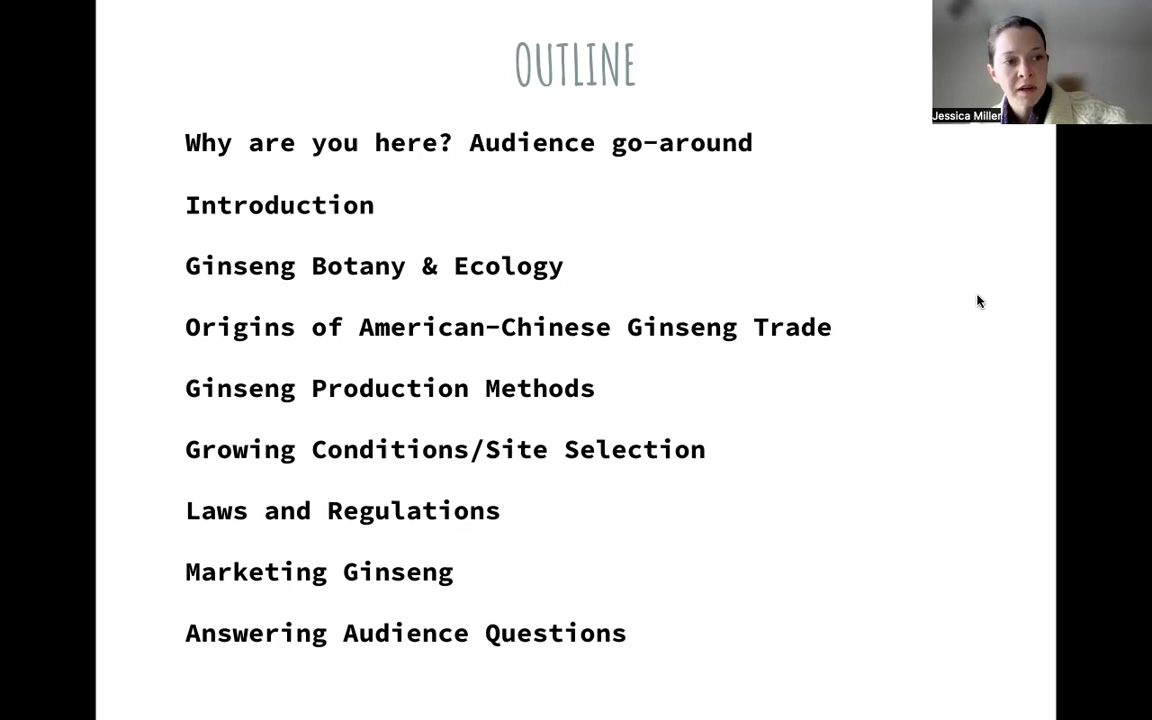 OUTLINE
Jessica Miller
Why are you here? Audience go-around
Introduction
Ginseng Botany & Ecology
Origins of American-Chinese Ginseng Trade
Ginseng Production Methods
Growing Conditions/Site Selection
Laws and Regulations
Marketing Ginseng
Answering Audience Questions